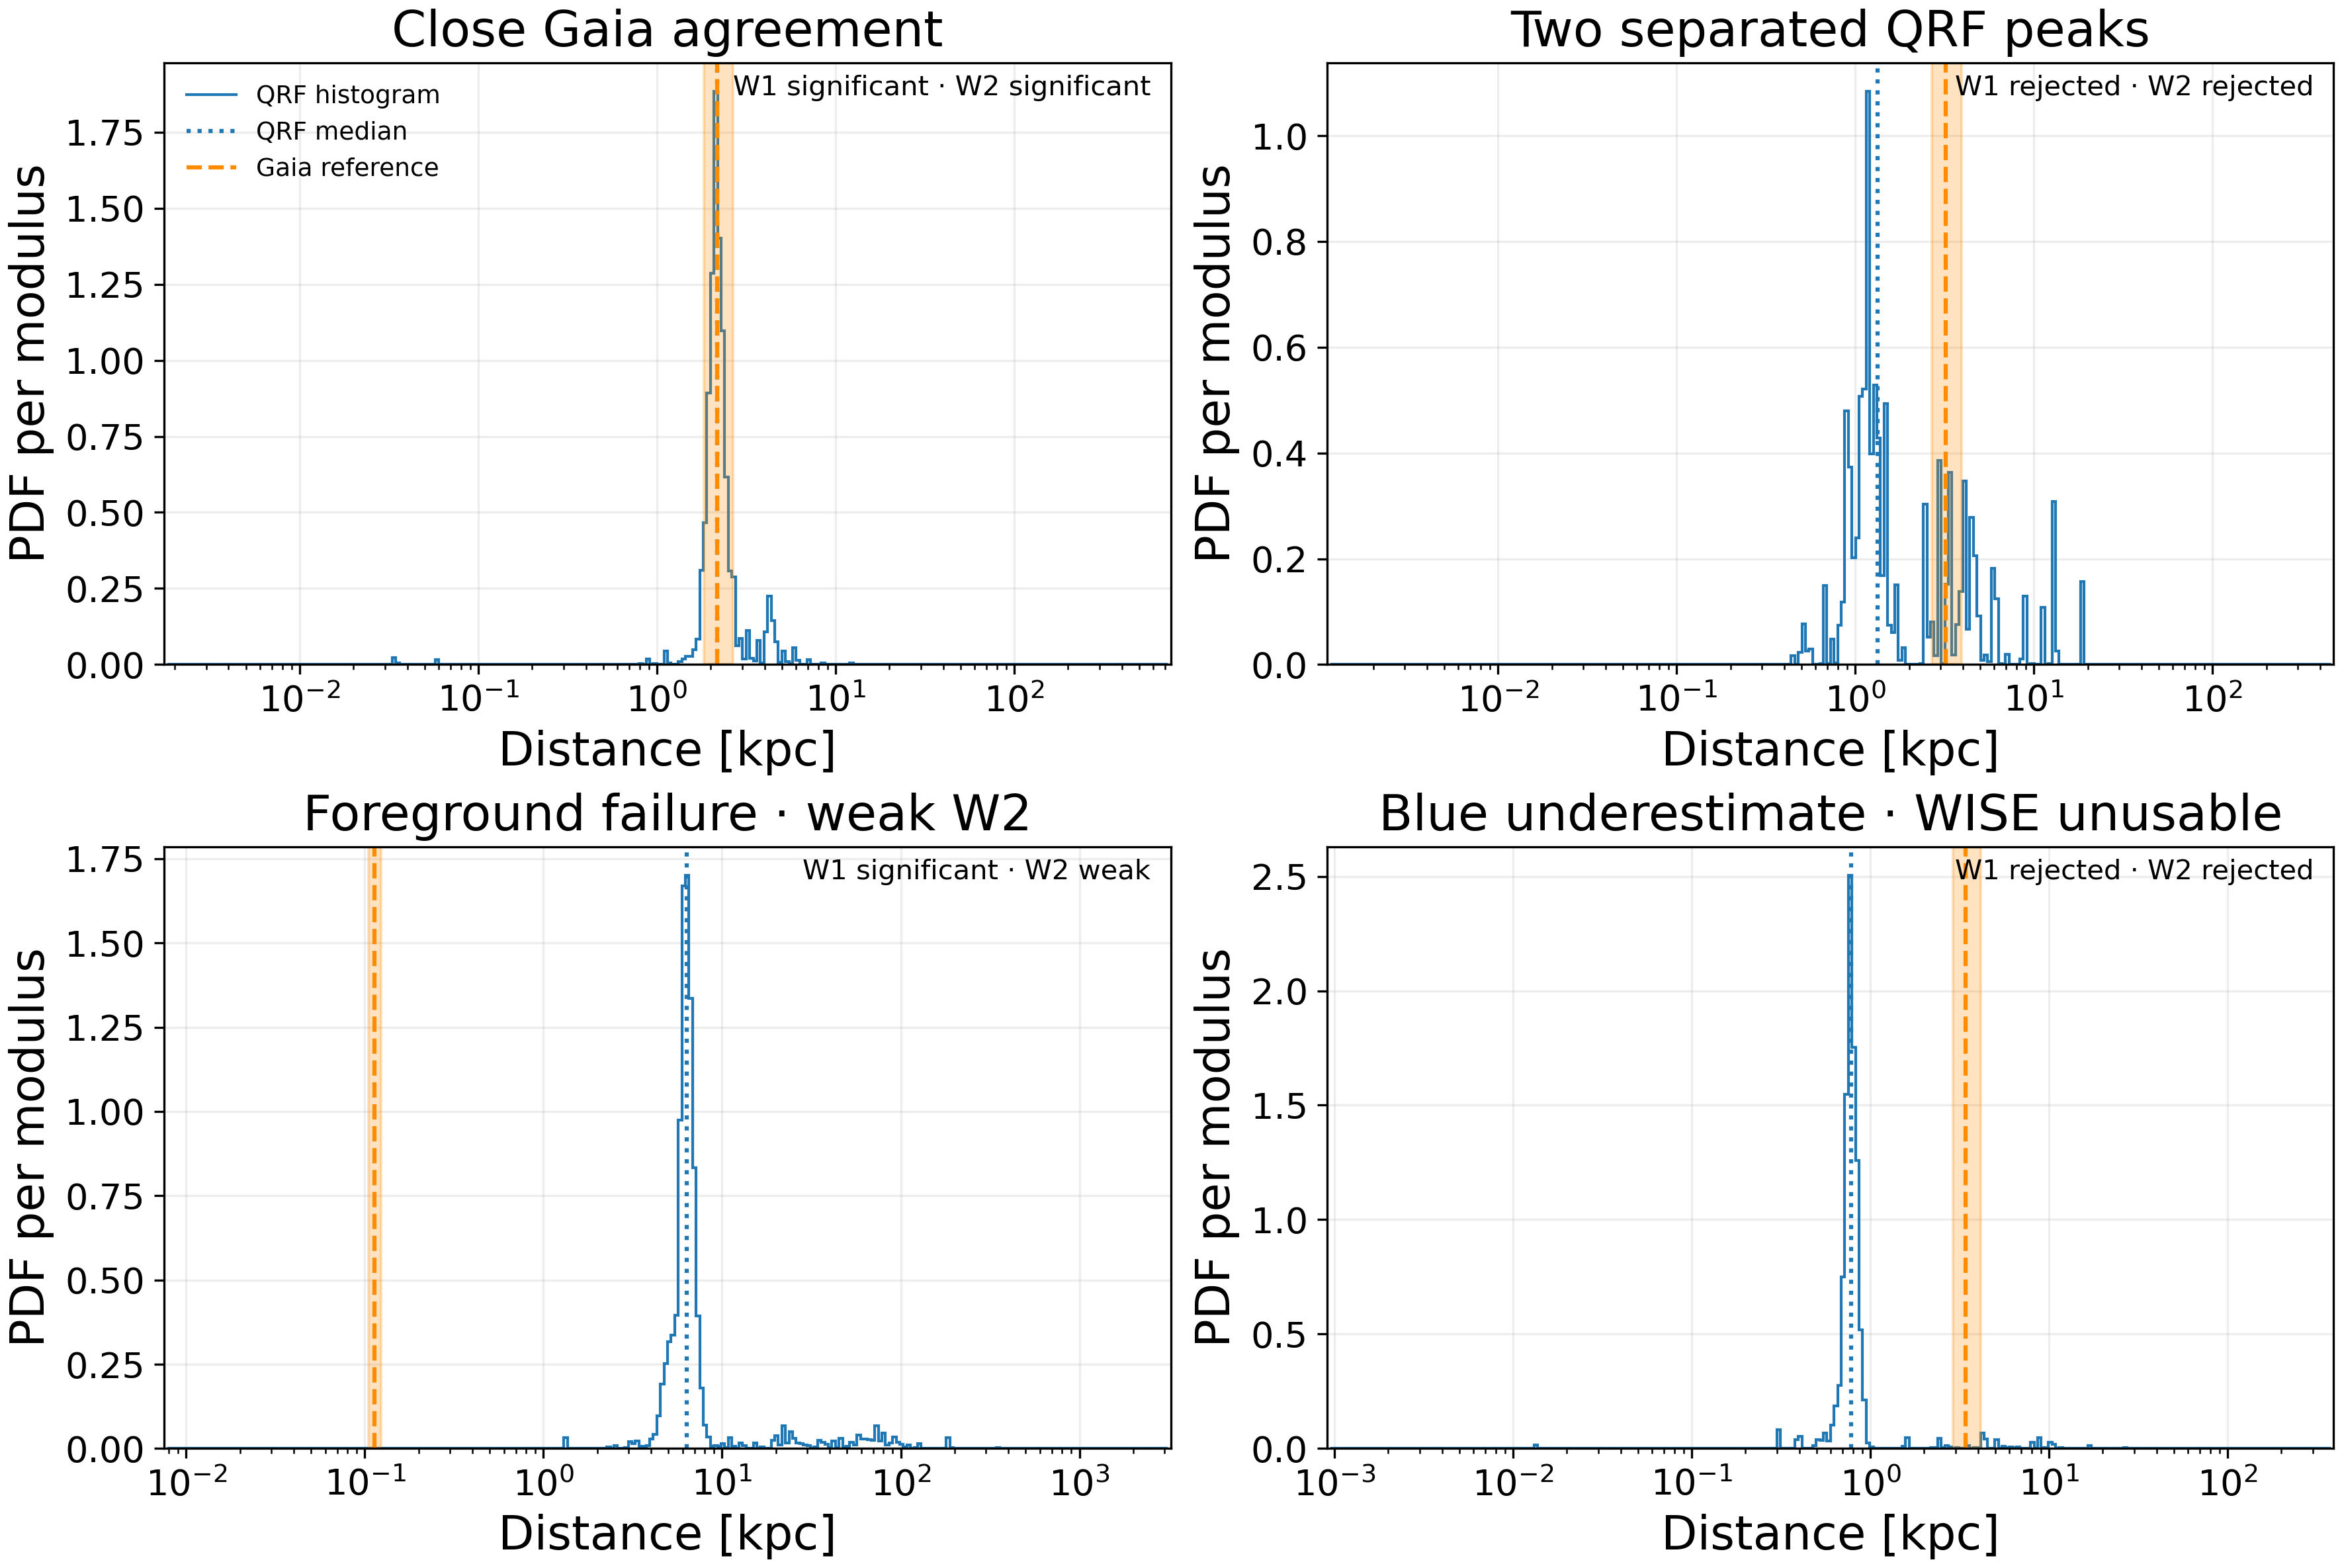 Close Gaia agreement
W1 significant · W2 significant
QRF histogram
QRF median
Gaia reference
PDF per modulus
1.75
1.50
1.25
1.00
0.75
0.50
0.25
0.00
10⁻²
10⁻¹
10⁰
10¹
10²
Distance [kpc]
Two separated QRF peaks
W1 rejected · W2 rejected
PDF per modulus
1.0
0.8
0.6
0.4
0.2
0.0
10⁻²
10⁻¹
10⁰
10¹
10²
Distance [kpc]
Foreground failure · weak W2
W1 significant · W2 weak
PDF per modulus
1.75
1.50
1.25
1.00
0.75
0.50
0.25
0.00
10⁻²
10⁻¹
10⁰
10¹
10²
10³
Distance [kpc]
Blue underestimate · WISE unusable
W1 rejected · W2 rejected
PDF per modulus
2.5
2.0
1.5
1.0
0.5
0.0
10⁻³
10⁻²
10⁻¹
10⁰
10¹
10²
Distance [kpc]